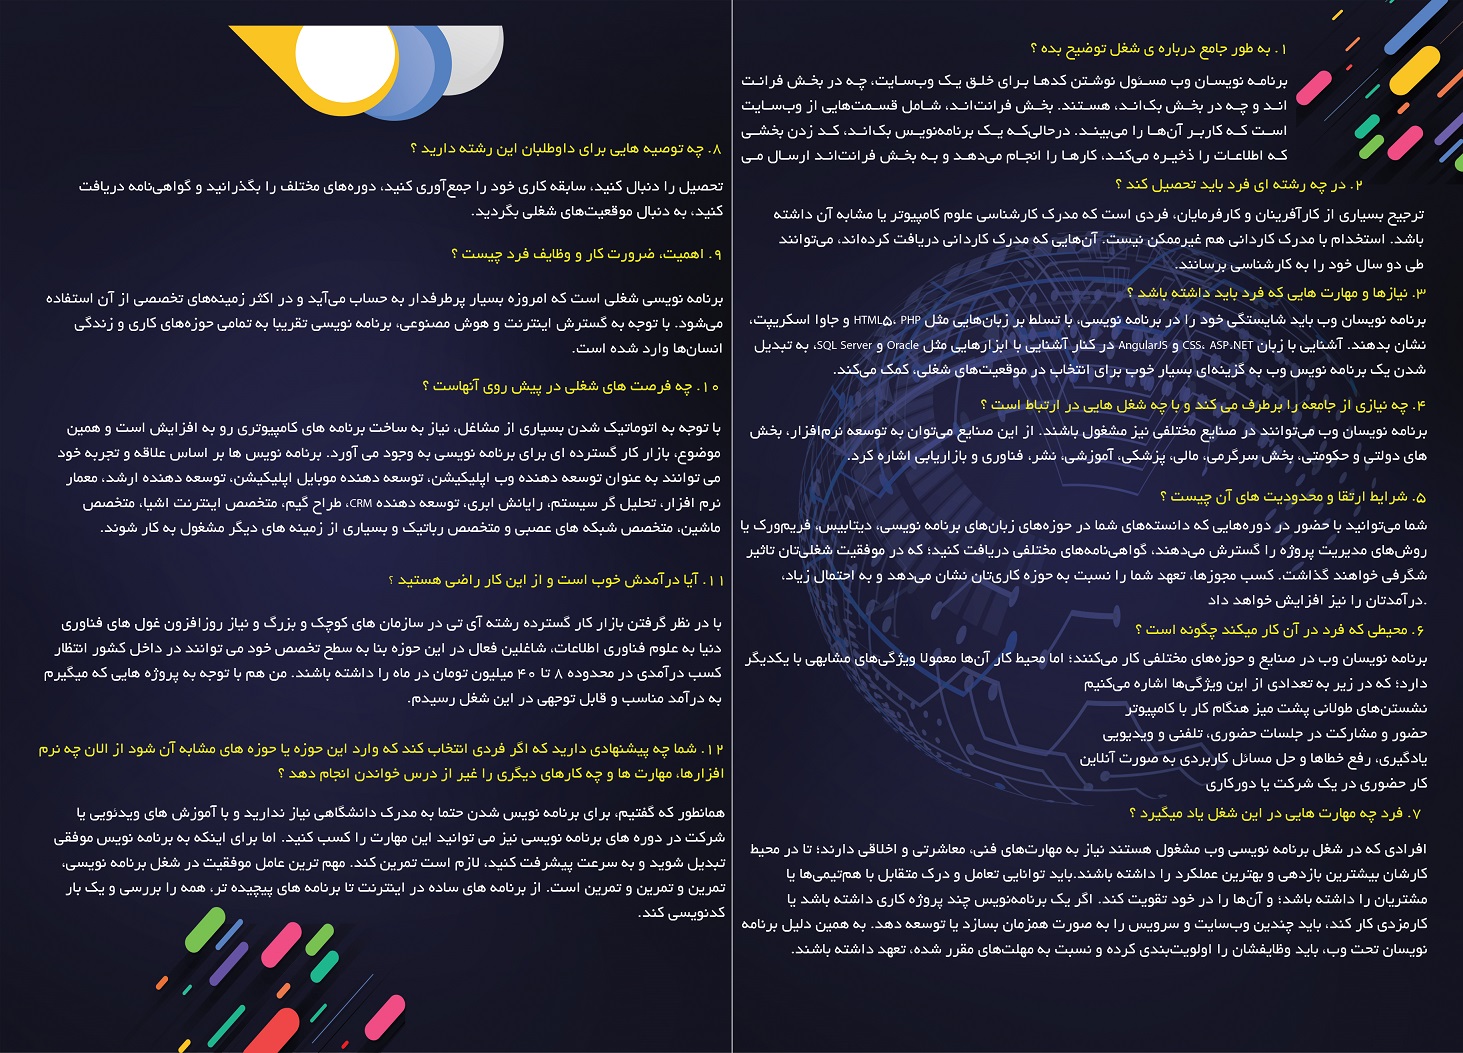 ۱. به طور جامع درباره ی شغل توضیح بده ؟
برنامه نویسان وب مسئول نوشتن کدها برای خلق یک وب‌سایت، چه در بخش فرانت
اند و چه در بخش بک‌اند، هستند. بخش فرانت‌اند، شامل قسمت‌هایی از وب‌سایت
است که کاربر آن‌ها را می‌بیند. درحالی‌که یک برنامه‌نویس بک‌اند، کد زدن بخشی
که اطلاعات را ذخیره می‌کند، کارها را انجام می‌دهد و به بخش فرانت‌اند ارسال می
۲. در چه رشته ای فرد باید تحصیل کند ؟
ترجیح بسیاری از کارآفرینان و کارفرمایان، فردی است که مدرک کارشناسی علوم کامپیوتر یا مشابه آن داشته
باشد. استخدام با مدرک کاردانی هم غیرممکن نیست. آن‌هایی که مدرک کاردانی دریافت کرده‌اند، می‌توانند
طی دو سال خود را به کارشناسی برسانند.
۳. نیازها و مهارت هایی که فرد باید داشته باشد ؟
برنامه نویسان وب باید شایستگی خود را در برنامه نویسی، با تسلط بر زبان‌هایی مثل HTML۵، PHP و جاوا اسکریپت،
نشان بدهند. آشنایی با زبان CSS، ASP.NET و AngularJS در کنار آشنایی با ابزارهایی مثل Oracle و SQL Server، به تبدیل
شدن یک برنامه نویس وب به گزینه‌ای بسیار خوب برای انتخاب در موقعیت‌های شغلی، کمک می‌کند.
۴. چه نیازی از جامعه را برطرف می کند و با چه شغل هایی در ارتباط است ؟
برنامه نویسان وب می‌توانند در صنایع مختلفی نیز مشغول باشند. از این صنایع می‌توان به توسعه نرم‌افزار، بخش
های دولتی و حکومتی، بخش سرگرمی، مالی، پزشکی، آموزشی، نشر، فناوری و بازاریابی اشاره کرد.
۵. شرایط ارتقا و محدودیت های آن چیست ؟
شما می‌توانید با حضور در دوره‌هایی که دانسته‌های شما در حوزه‌های زبان‌های برنامه نویسی، دیتابیس، فریم‌ورک یا
روش‌های مدیریت پروژه را گسترش می‌دهند، گواهی‌نامه‌های مختلفی دریافت کنید؛ که در موفقیت شغلی‌تان تاثیر
شگرفی خواهند گذاشت. کسب مجوزها، تعهد شما را نسبت به حوزه کاری‌تان نشان می‌دهد و به احتمال زیاد،
.درآمدتان را نیز افزایش خواهد داد
۶. محیطی که فرد در آن کار میکند چگونه است ؟
برنامه نویسان وب در صنایع و حوزه‌های مختلفی کار می‌کنند؛ اما محیط کار آن‌ها معمولا ویژگی‌های مشابهی با یکدیگر
دارد؛ که در زیر به تعدادی از این ویژگی‌ها اشاره می‌کنیم
نشستن‌های طولانی پشت میز هنگام کار با کامپیوتر
حضور و مشارکت در جلسات حضوری، تلفنی و ویدیویی
یادگیری، رفع خطاها و حل مسائل کاربردی به صورت آنلاین
کار حضوری در یک شرکت یا دورکاری
۷. فرد چه مهارت هایی در این شغل یاد میگیرد ؟
افرادی که در شغل برنامه نویسی وب مشغول هستند نیاز به مهارت‌های فنی، معاشرتی و اخلاقی دارند؛ تا در محیط
کارشان بیشترین بازدهی و بهترین عملکرد را داشته باشند.باید توانایی تعامل و درک متقابل با هم‌تیمی‌ها یا
مشتریان را داشته باشد؛ و آن‌ها را در خود تقویت کند. اگر یک برنامه‌نویس چند پروژه کاری داشته باشد یا
کارمزدی کار کند، باید چندین وب‌سایت و سرویس را به صورت همزمان بسازد یا توسعه دهد. به همین دلیل برنامه
نویسان تحت وب، باید وظایفشان را اولویت‌بندی کرده و نسبت به مهلت‌های مقرر شده، تعهد داشته باشند.
۸. چه توصیه هایی برای داوطلبان این رشته دارید ؟
تحصیل را دنبال کنید، سابقه کاری خود را جمع‌آوری کنید، دوره‌های مختلف را بگذرانید و گواهی‌نامه دریافت
کنید، به دنبال موقعیت‌های شغلی بگردید.
۹. اهمیت، ضرورت کار و وظایف فرد چیست ؟
برنامه نویسی شغلی است که امروزه بسیار پرطرفدار به حساب می‌آید و در اکثر زمینه‌های تخصصی از آن استفاده
می‌شود. با توجه به گسترش اینترنت و هوش مصنوعی، برنامه نویسی تقریبا به تمامی حوزه‌های کاری و زندگی
انسان‌ها وارد شده است.
۱۰. چه فرصت های شغلی در پیش روی آنهاست ؟
با توجه به اتوماتیک شدن بسیاری از مشاغل، نیاز به ساخت برنامه های کامپیوتری رو به افزایش است و همین
موضوع، بازار کار گسترده ای برای برنامه نویسی به وجود می آورد. برنامه نویس ها بر اساس علاقه و تجربه خود
می توانند به عنوان توسعه دهنده وب اپلیکیشن، توسعه دهنده موبایل اپلیکیشن، توسعه دهنده ارشد، معمار
نرم افزار، تحلیل گر سیستم، رایانش ابری، توسعه دهنده CRM، طراح گیم، متخصص اینترنت اشیا، متخصص
ماشین، متخصص شبکه های عصبی و متخصص رباتیک و بسیاری از زمینه های دیگر مشغول به کار شوند.
۱۱. آیا درآمدش خوب است و از این کار راضی هستید ؟
با در نظر گرفتن بازار کار گسترده رشته آی تی در سازمان های کوچک و بزرگ و نیاز روزافزون غول های فناوری
دنیا به علوم فناوری اطلاعات، شاغلین فعال در این حوزه بنا به سطح تخصص خود می توانند در داخل کشور انتظار
کسب درآمدی در محدوده ۸ تا ۴۰ میلیون تومان در ماه را داشته باشند. من هم با توجه به پروژه هایی که میگیرم
به درآمد مناسب و قابل توجهی در این شغل رسیدم.
۱۲. شما چه پیشنهادی دارید که اگر فردی انتخاب کند که وارد این حوزه یا حوزه های مشابه آن شود از الان چه نرم
افزارها، مهارت ها و چه کارهای دیگری را غیر از درس خواندن انجام دهد ؟
همانطور که گفتیم، برای برنامه نویس شدن حتما به مدرک دانشگاهی نیاز ندارید و با آموزش های ویدئویی یا
شرکت در دوره های برنامه نویسی نیز می توانید این مهارت را کسب کنید. اما برای اینکه به برنامه نویس موفقی
تبدیل شوید و به سرعت پیشرفت کنید، لازم است تمرین کند. مهم ترین عامل موفقیت در شغل برنامه نویسی،
تمرین و تمرین و تمرین است. از برنامه های ساده در اینترنت تا برنامه های پیچیده تر، همه را بررسی و یک بار
کدنویسی کند.